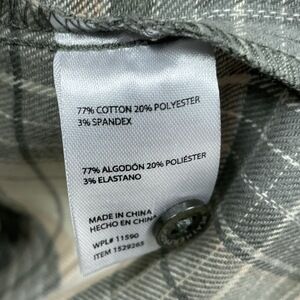 77% COTTON 20% POLYESTER
3% SPANDEX
77% ALGODÓN 20% POLIÉSTER
3% ELASTANO
MADE IN CHINA
HECHO EN CHINA
WPL# 11590
ITEM 1529265